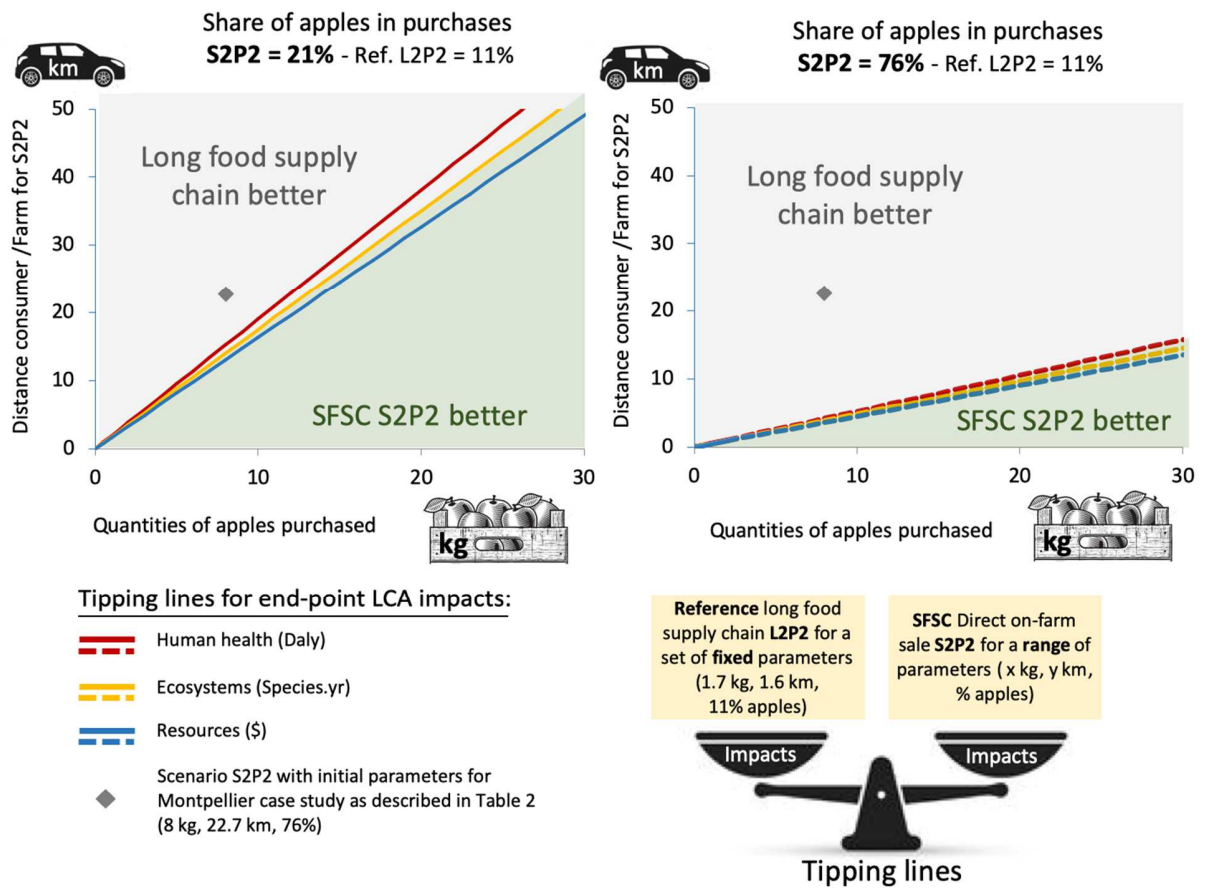 Share of apples in purchases
S2P2 = 21% - Ref. L2P2 = 11%
km
Distance consumer /Farm for S2P2
50
40
30
20
10
0
Long food supply
chain better
SFSC S2P2 better
0
10
20
30
Quantities of apples purchased
kg
Share of apples in purchases
S2P2 = 76% - Ref. L2P2 = 11%
km
Distance consumer /Farm for S2P2
50
40
30
20
10
0
Long food supply
chain better
SFSC S2P2 better
0
10
20
30
Quantities of apples purchased
kg
Tipping lines for end-point LCA impacts:
Human health (Daly)
Ecosystems (Species.yr)
Resources ($)
Scenario S2P2 with initial parameters for
Montpellier case study as described in Table 2
(8 kg, 22.7 km, 76%)
Reference long food
supply chain L2P2 for a
set of fixed parameters
(1.7 kg, 1.6 km,
11% apples)
SFSC Direct on-farm
sale S2P2 for a range of
parameters ( x kg, y km,
% apples)
Impacts
Impacts
Tipping lines